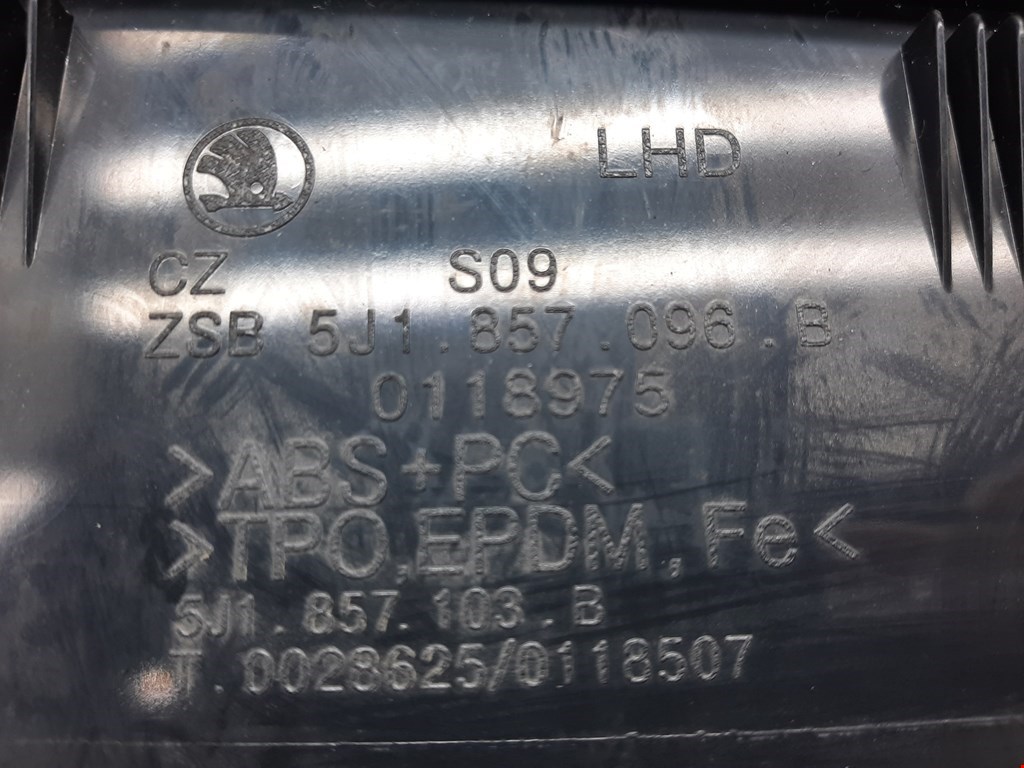 LHD
CZ S09
ZSB 5J1.857.096.B
0118975
>ABS+PC<
>TPO,EPDM,Fe<
5J1.857.103.B
T.0028625/0118507